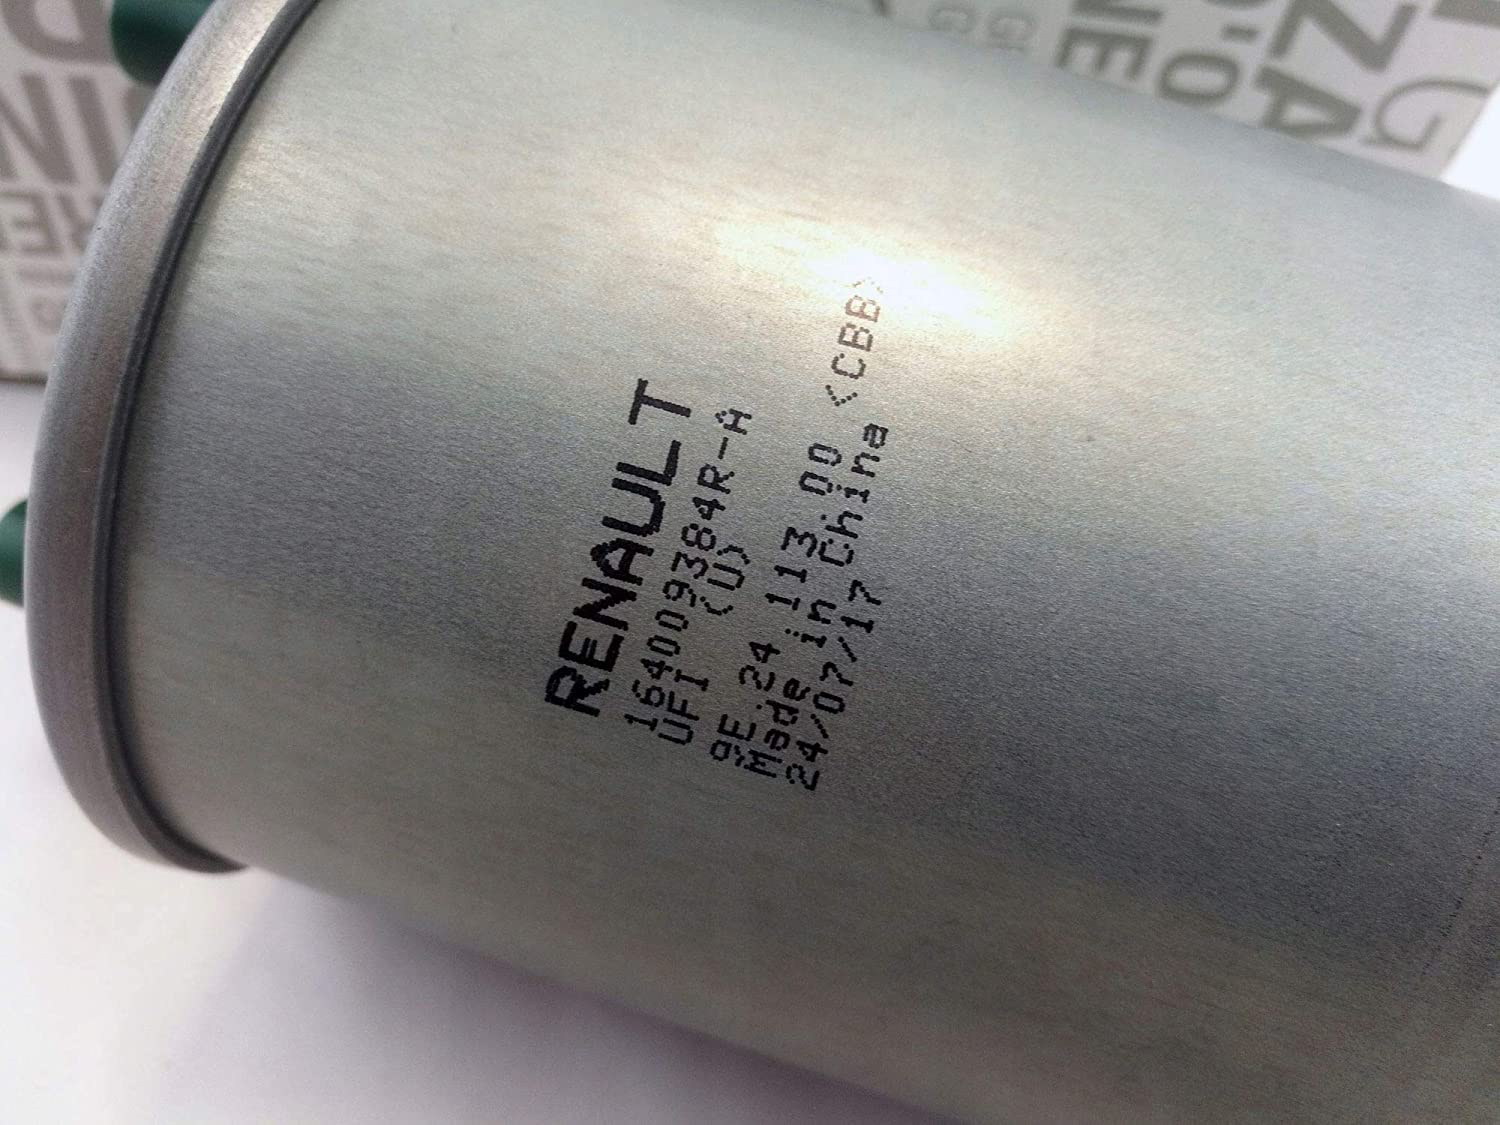 RENAULT
164009384R-A
UFI (U)
9E 24 113 00 <CBB>
Made in China
24/07/17